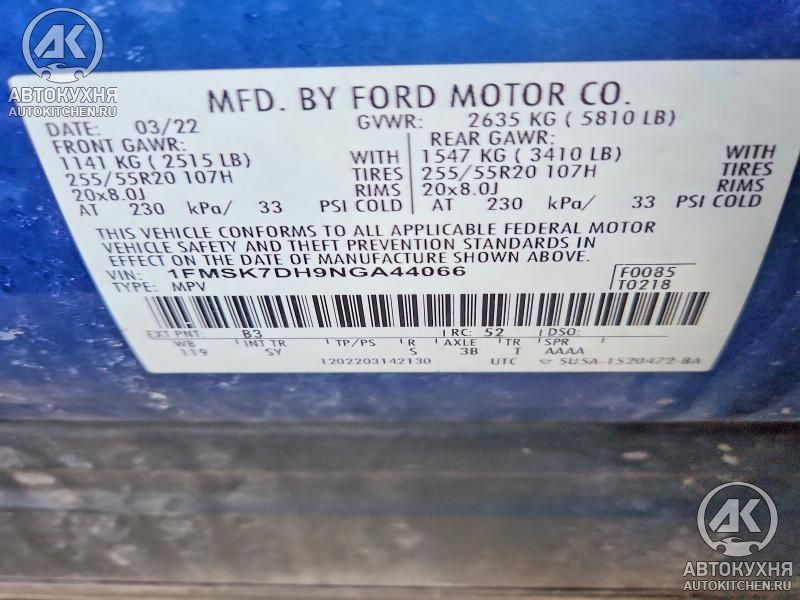 АК
АВТОКУХНЯ
AUTOKITCHEN.RU
MFD. BY FORD MOTOR CO.
DATE: 03/22 GVWR: 2635 KG ( 5810 LB)
FRONT GAWR: REAR GAWR:
1141 KG ( 2515 LB) WITH 1547 KG ( 3410 LB) WITH
255/55R20 107H TIRES 255/55R20 107H TIRES
20x8.0J RIMS 20x8.0J RIMS
AT 230 kPa/ 33 PSI COLD AT 230 kPa/ 33 PSI COLD
THIS VEHICLE CONFORMS TO ALL APPLICABLE FEDERAL MOTOR
VEHICLE SAFETY AND THEFT PREVENTION STANDARDS IN
EFFECT ON THE DATE OF MANUFACTURE SHOWN ABOVE.
VIN: 1FMSK7DH9NGA44066 F0085
TYPE: MPV T0218
EXT PNT: B3 RC: 52 DSO:
WB INT TR TP/PS R AXLE TR SPR
119 SY S 3B T AAAA
1202203142130 UTC 5U5A-1520472-BA
АК
АВТОКУХНЯ
AUTOKITCHEN.RU